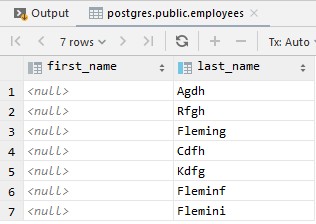 Output postgres.public.employees
7 rows Tx: Auto
first_name last_name
1 <null> Agdh
2 <null> Rfgh
3 <null> Fleming
4 <null> Cdfh
5 <null> Kdfg
6 <null> Fleminf
7 <null> Flemini